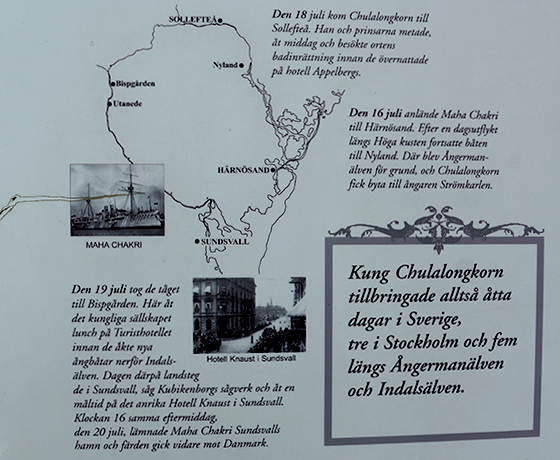 Den 18 juli kom Chulalongkorn till
Sollefteå. Han och prinsarna metade,
åt middag och besökte ortens
badinrättning innan de övernattade
på hotell Appelbergs.
SOLLEFTEÅ
Nyland
Bispgården
Utanede
HÄRNÖSAND
SUNDSVALL
Den 16 juli anlände Maha Chakri
till Härnösand. Efter en dagsutflykt
längs Höga kusten fortsatte båten
till Nyland. Där blev Ångerman-
älven för grund, och Chulalongkorn
fick byta till ångaren Strömkarlen.
MAHA CHAKRI
Den 19 juli tog de tåget
till Bispgården. Här åt
det kungliga sällskapet
lunch på Turisthotellet
innan de åkte nya
ångbåtar nerför Indals-
älven. Dagen därpå landsteg
de i Sundsvall, såg Kubikenborgs sågverk och åt en
måltid på det anrika Hotell Knaust i Sundsvall.
Klockan 16 samma eftermiddag,
den 20 juli, lämnade Maha Chakri Sundsvalls
hamn och färden gick vidare mot Danmark.
Hotell Knaust i Sundsvall
Kung Chulalongkorn
tillbringade alltså åtta
dagar i Sverige,
tre i Stockholm och fem
längs Ångermanälven
och Indalsälven.